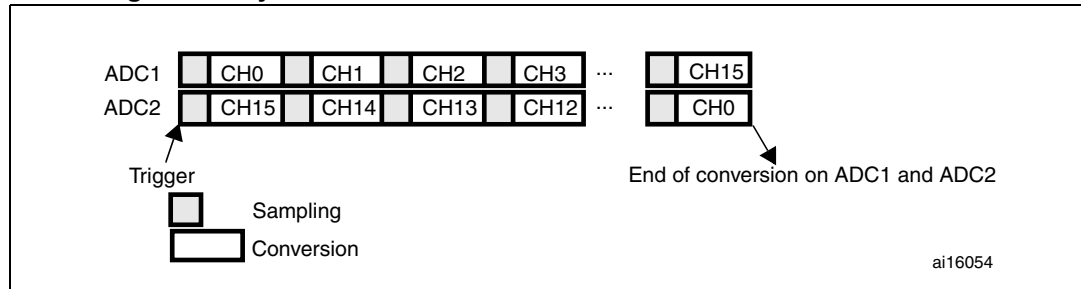 ADC1 CH0 CH1 CH2 CH3 ... CH15
ADC2 CH15 CH14 CH13 CH12 ... CH0
Trigger
End of conversion on ADC1 and ADC2
Sampling
Conversion
ai16054